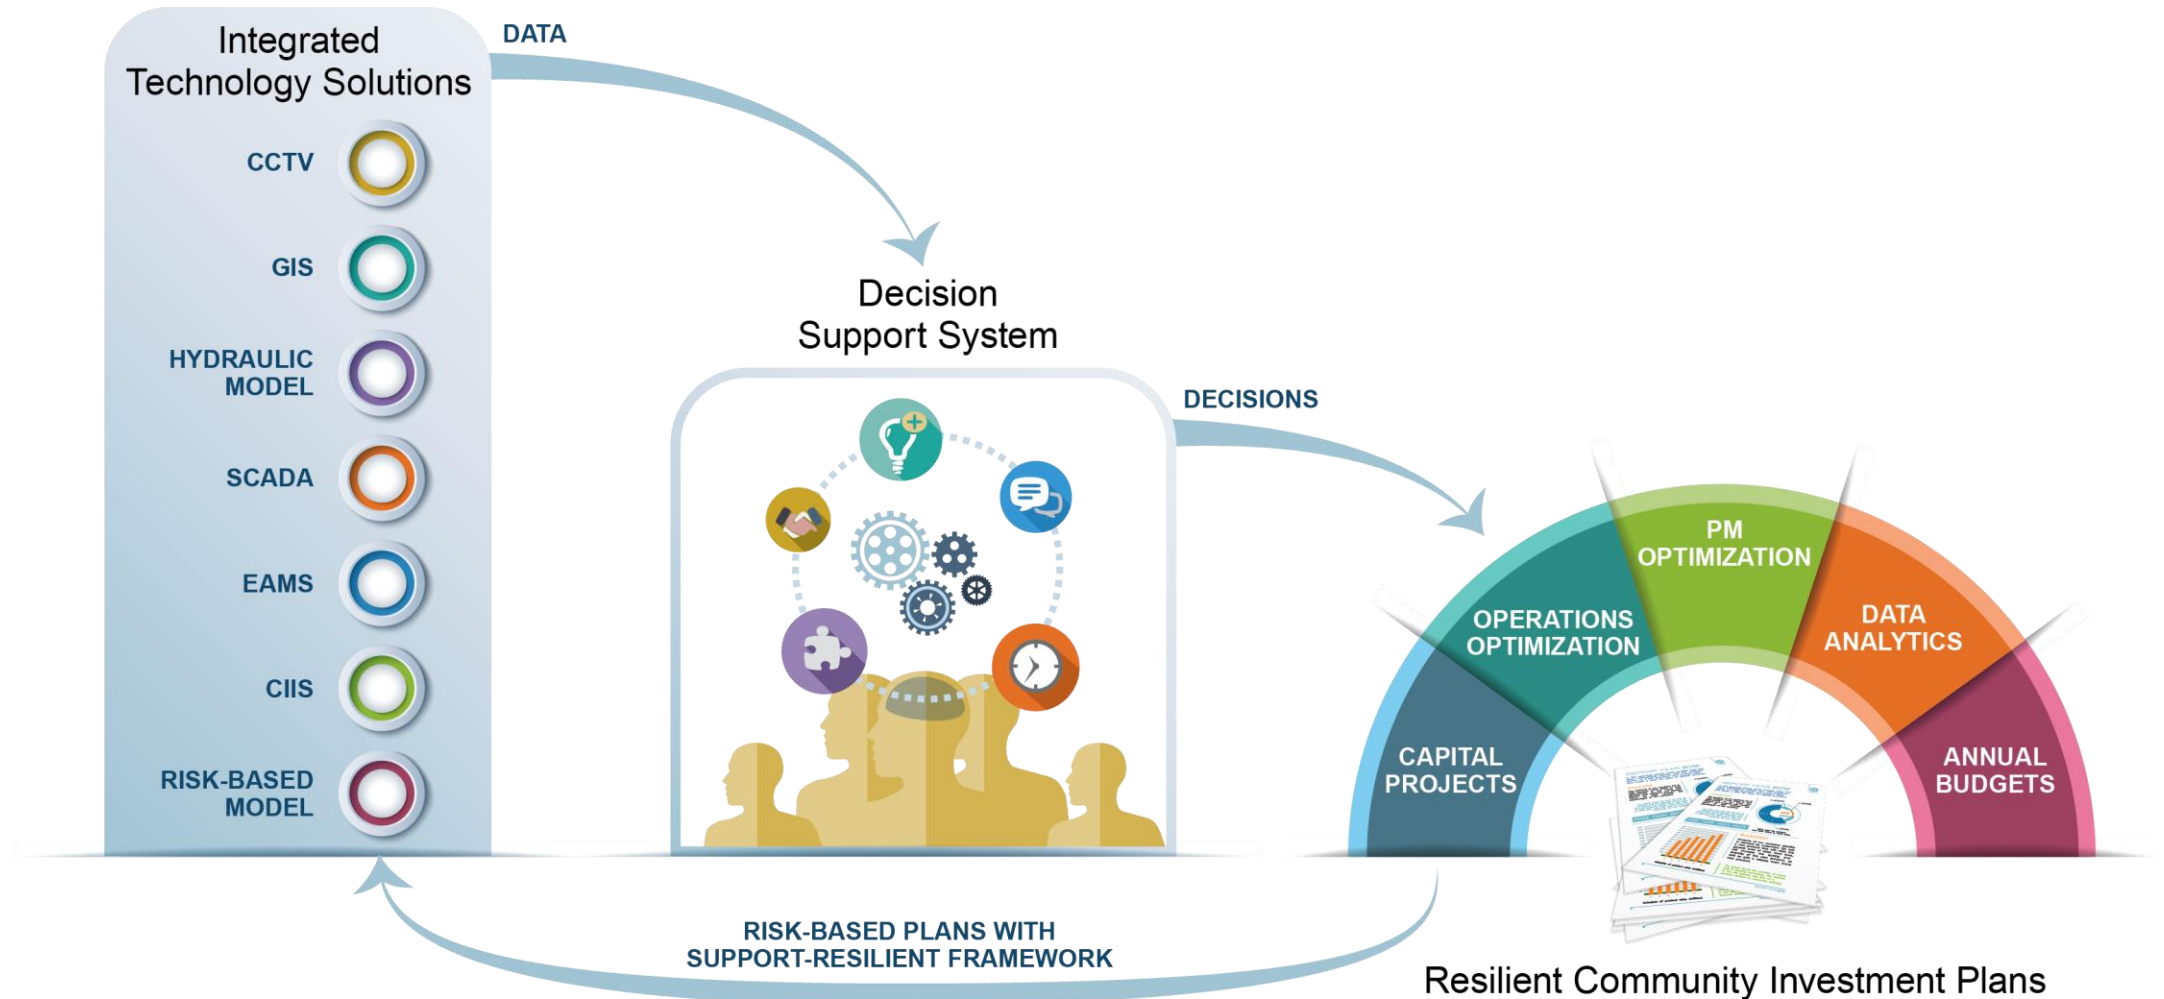 Integrated
Technology Solutions
CCTV
GIS
HYDRAULIC
MODEL
SCADA
EAMS
CIIS
RISK-BASED
MODEL
DATA
Decision
Support System
DECISIONS
CAPITAL
PROJECTS
OPERATIONS
OPTIMIZATION
PM
OPTIMIZATION
DATA
ANALYTICS
ANNUAL
BUDGETS
RISK-BASED PLANS WITH
SUPPORT-RESILIENT FRAMEWORK
Resilient Community Investment Plans